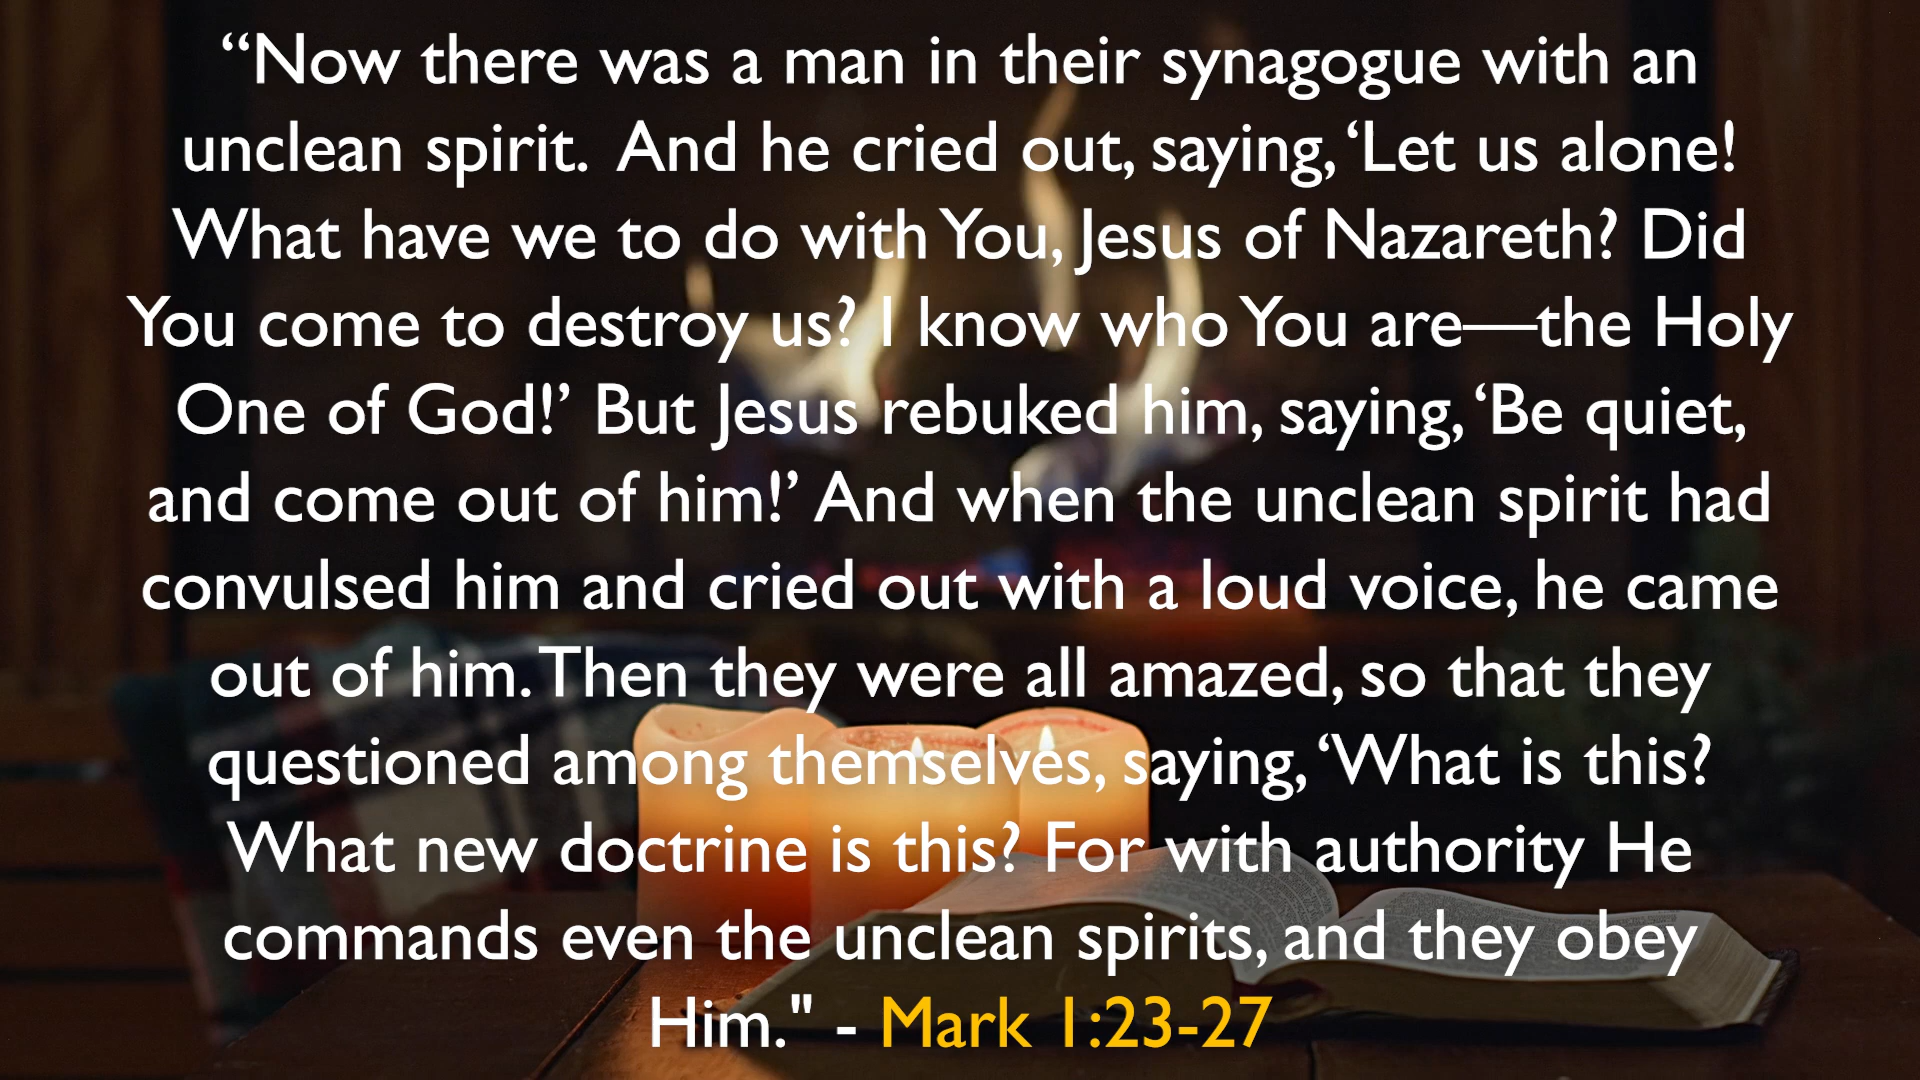 “Now there was a man in their synagogue with an
unclean spirit.  And he cried out, saying, ‘Let us alone!
What have we to do with You, Jesus of Nazareth? Did
You come to destroy us? I know who You are—the Holy
One of God!’ But Jesus rebuked him, saying, ‘Be quiet,
and come out of him!’ And when the unclean spirit had
convulsed him and cried out with a loud voice, he came
out of him. Then they were all amazed, so that they
questioned among themselves, saying, ‘What is this?
What new doctrine is this? For with authority He
commands even the unclean spirits, and they obey
Him." - Mark 1:23-27